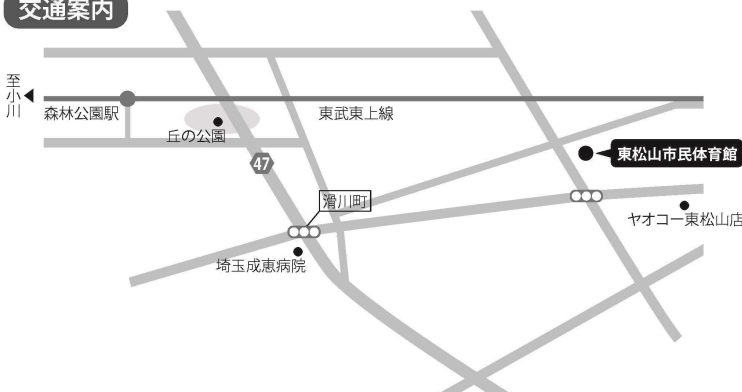 交通案内
至小川
森林公園駅
東武東上線
丘の公園
47
東松山市民体育館
滑川町
ヤオコー東松山店
埼玉成恵病院